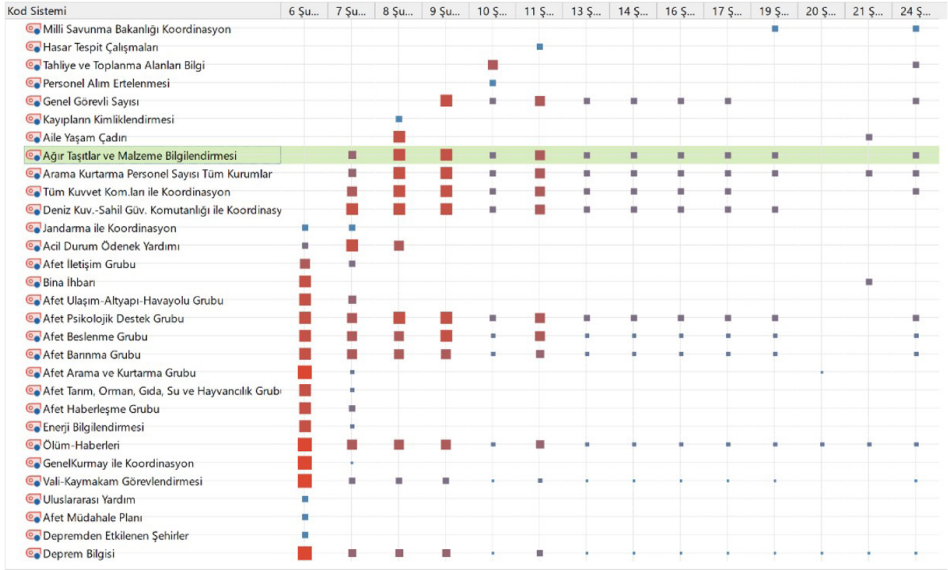 Kod Sistemi 6 Şu... 7 Şu... 8 Şu... 9 Şu... 10 Ş... 11 Ş... 13 Ş... 14 Ş... 16 Ş... 17 Ş... 19 Ş... 20 Ş... 21 Ş... 24 Ş...
Milli Savunma Bakanlığı Koordinasyon
Hasar Tespit Çalışmaları
Tahliye ve Toplanma Alanları Bilgi
Personel Alım Ertelenmesi
Genel Görevli Sayısı
Kayıpların Kimliklendirmesi
Aile Yaşam Çadırı
Ağır Taşıtlar ve Malzeme Bilgilendirmesi
Arama Kurtarma Personel Sayısı Tüm Kurumlar
Tüm Kuvvet Kom.ları ile Koordinasyon
Deniz Kuv.-Sahil Güv. Komutanlığı ile Koordinasy
Jandarma ile Koordinasyon
Acil Durum Ödenek Yardımı
Afet İletişim Grubu
Bina İhbarı
Afet Ulaşım-Altyapı-Havayolu Grubu
Afet Psikolojik Destek Grubu
Afet Beslenme Grubu
Afet Barınma Grubu
Afet Arama ve Kurtarma Grubu
Afet Tarım, Orman, Gıda, Su ve Hayvancılık Grubu
Afet Haberleşme Grubu
Enerji Bilgilendirmesi
Ölüm-Haberleri
GenelKurmay ile Koordinasyon
Vali-Kaymakam Görevlendirmesi
Uluslararası Yardım
Afet Müdahale Planı
Depremden Etkilenen Şehirler
Deprem Bilgisi